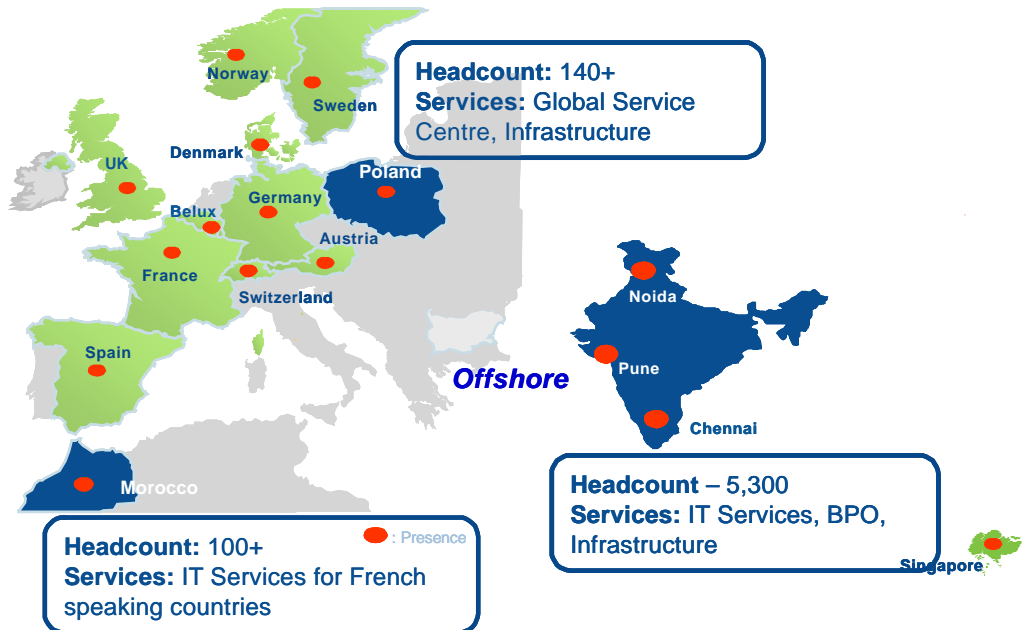 Norway
Sweden
Headcount: 140+
Services: Global Service
Centre, Infrastructure
Denmark
UK
Poland
Germany
Belux
Austria
France
Switzerland
Noida
Spain
Pune
Offshore
Chennai
Morocco
Headcount – 5,300
Services: IT Services, BPO,
Infrastructure
: Presence
Headcount: 100+
Services: IT Services for French
speaking countries
Singapore